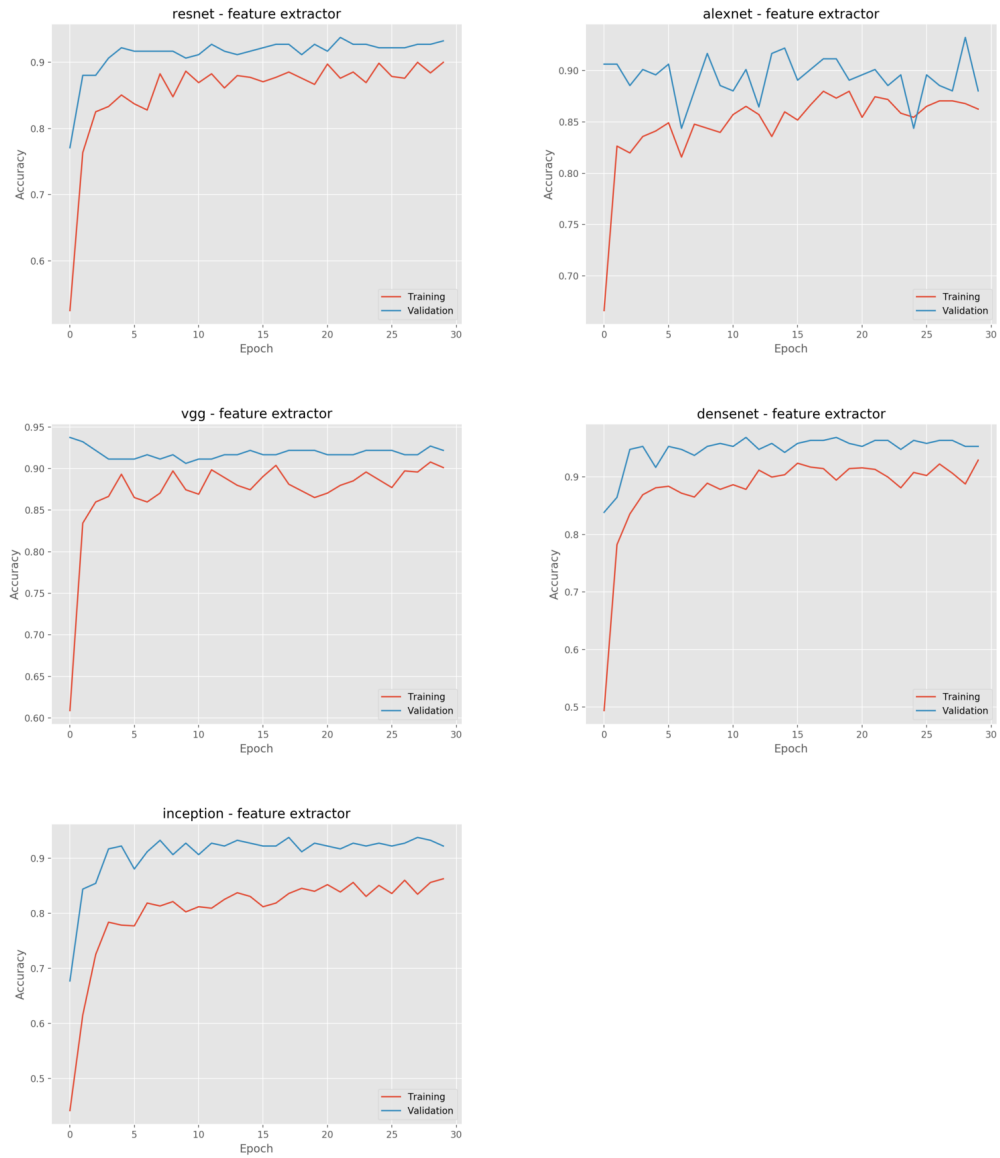 resnet - feature extractor
0.9
0.8
0.7
0.6
Accuracy
0 5 10 15 20 25 30
Epoch
Training
Validation
alexnet - feature extractor
0.90
0.85
0.80
0.75
0.70
Accuracy
0 5 10 15 20 25 30
Epoch
Training
Validation
vgg - feature extractor
0.95
0.90
0.85
0.80
0.75
0.70
0.65
0.60
Accuracy
0 5 10 15 20 25 30
Epoch
Training
Validation
densenet - feature extractor
0.9
0.8
0.7
0.6
0.5
Accuracy
0 5 10 15 20 25 30
Epoch
Training
Validation
inception - feature extractor
0.9
0.8
0.7
0.6
0.5
Accuracy
0 5 10 15 20 25 30
Epoch
Training
Validation